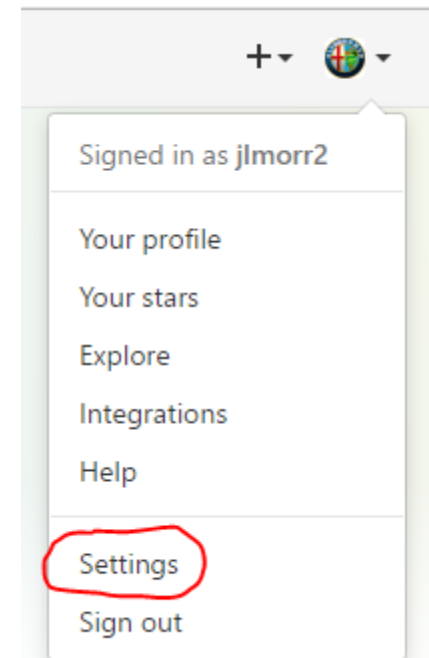 Signed in as jlmorr2
Your profile
Your stars
Explore
Integrations
Help
Settings
Sign out